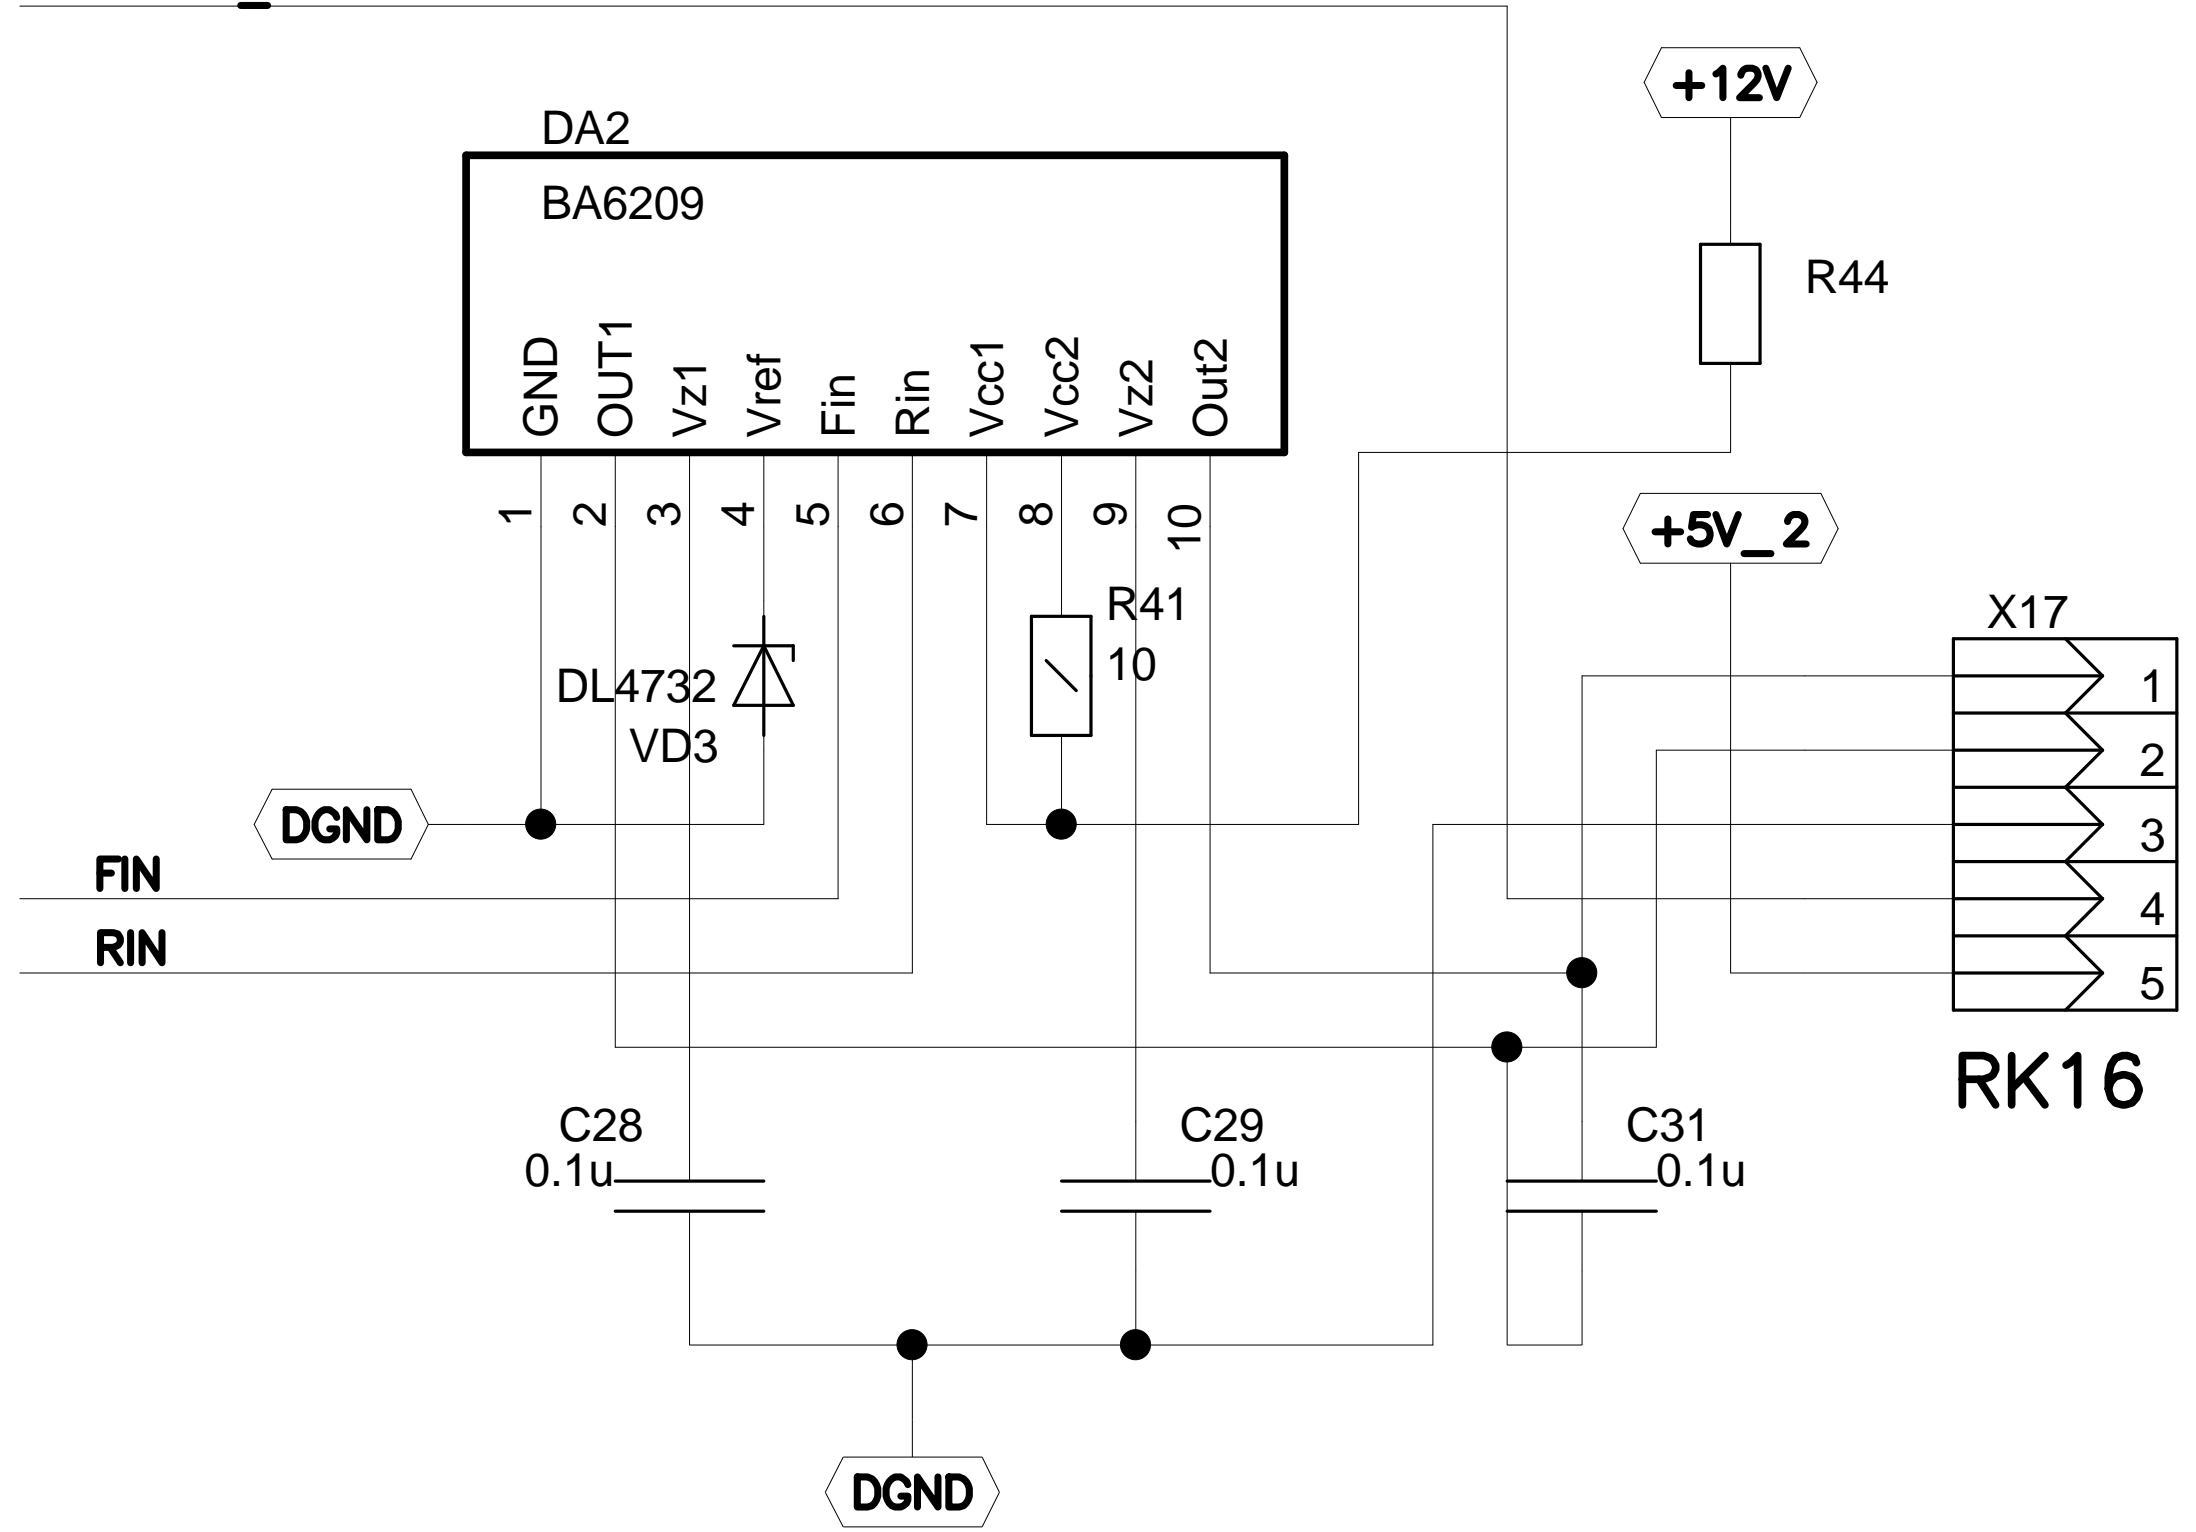 +12V
DA2
BA6209
R44
GND
OUT1
Vz1
Vref
Fin
Rin
Vcc1
Vcc2
Vz2
Out2
1
2
3
4
5
6
7
8
9
10
+5V_2
R41
10
X17
DL4732
VD3
1
2
3
4
5
DGND
FIN
RIN
RK16
C28
0.1u
C29
0.1u
C31
0.1u
DGND